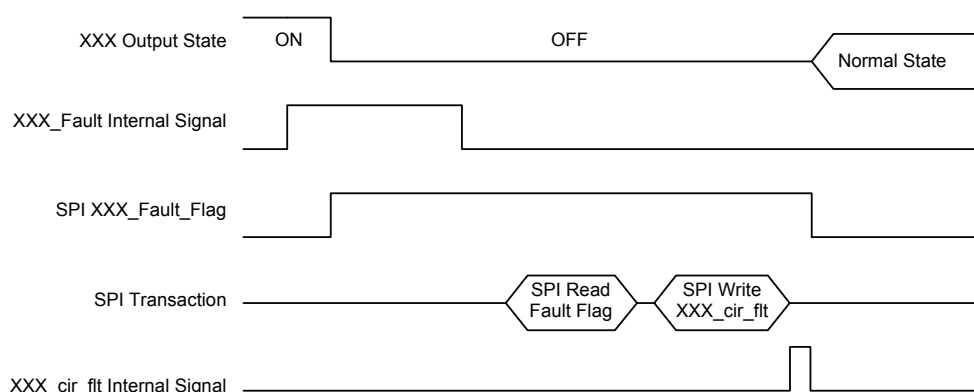 XXX Output State ON OFF Normal State
XXX_Fault Internal Signal
SPI XXX_Fault_Flag
SPI Transaction
SPI Read
Fault Flag
SPI Write
XXX_cir_flt
XXX_cir_flt Internal Signal